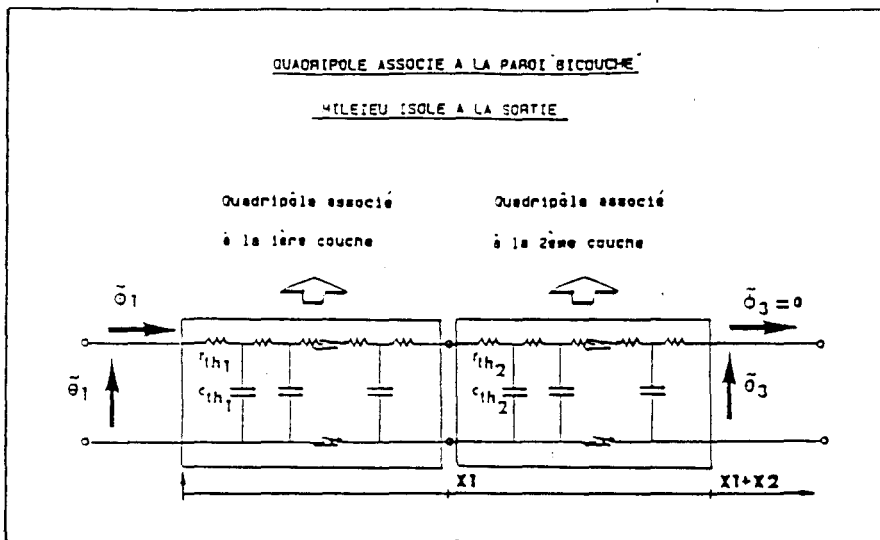 QUADRIPOLE ASSOCIE A LA PAROI BICOUCHE
MILEIEU ISOLE A LA SORTIE
Quadripôle associé
à la 1ère couche
Quadripôle associé
à la 2ème couche
Φ̃1
Φ̃3 = 0
rth1
rth2
θ̃1
cth1
cth2
θ̃3
X1
X1+X2